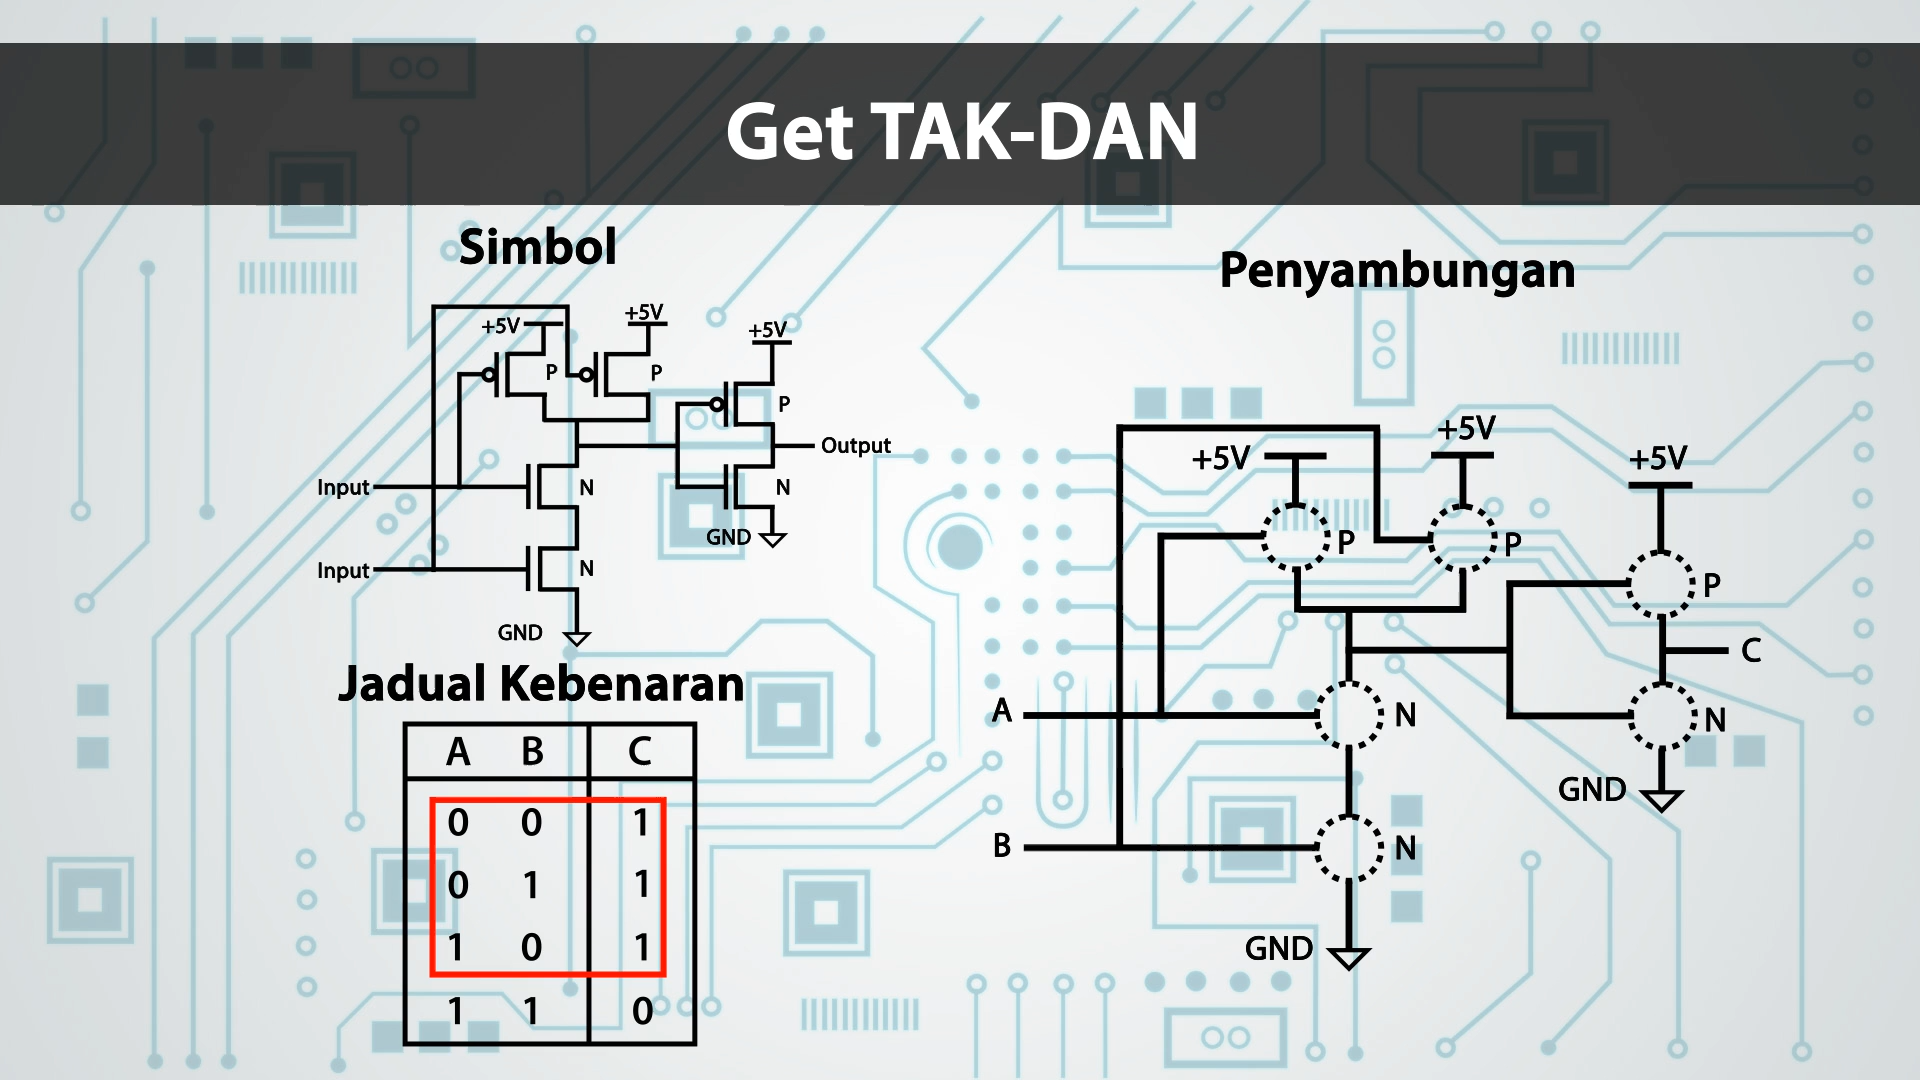 Get TAK-DAN
Simbol
+5V
+5V
+5V
P
P
P
Output
Input
N
N
GND
Input
N
GND
Penyambungan
+5V
+5V
+5V
P
P
P
C
A
N
N
GND
B
N
GND
Jadual Kebenaran
A B C
0 0 1
0 1 1
1 0 1
1 1 0